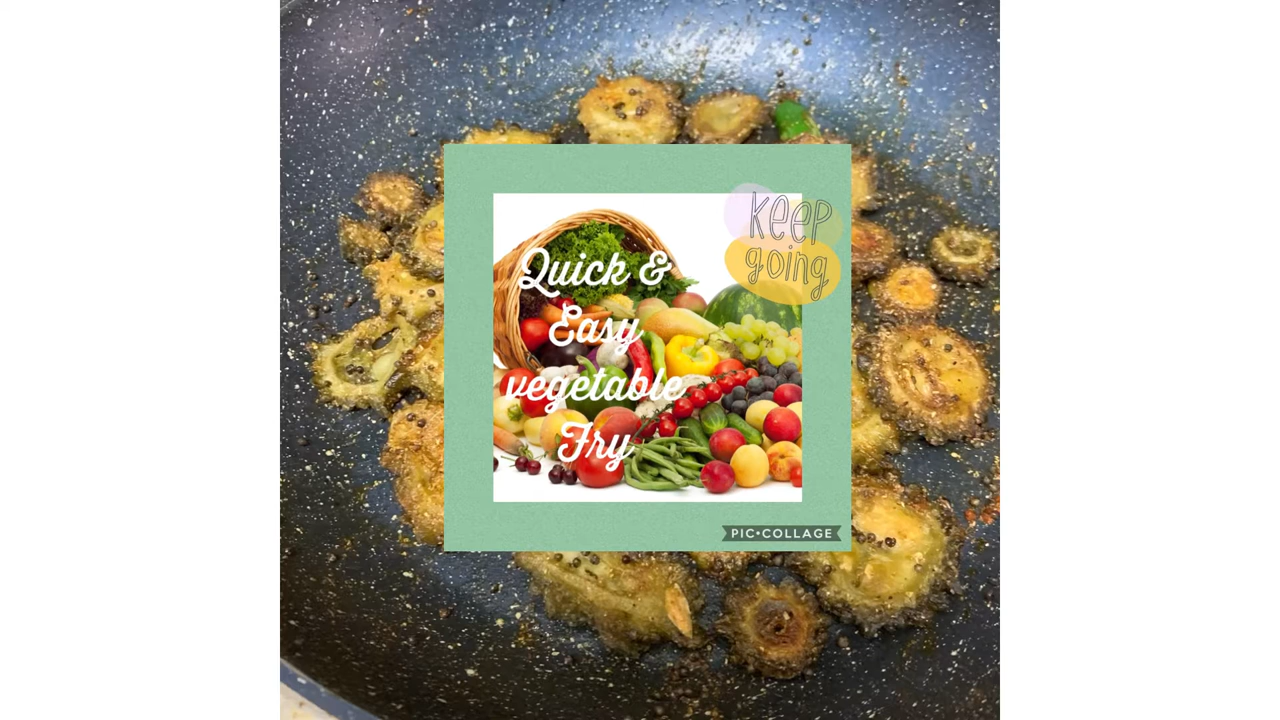 keep
going
Quick &
Easy
vegetable
Fry
PIC•COLLAGE